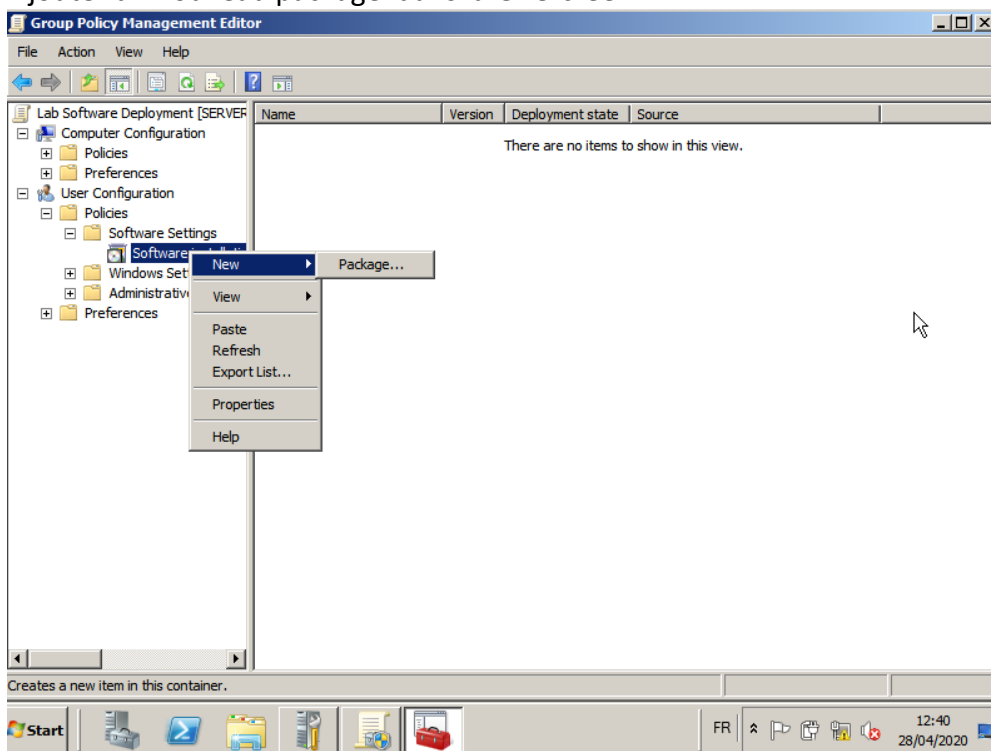 Group Policy Management Editor
File Action View Help
Lab Software Deployment [SERVER
Computer Configuration
Policies
Preferences
User Configuration
Policies
Software Settings
Software
Windows Set
Administrativ
Preferences
Name Version Deployment state Source
There are no items to show in this view.
New Package...
View
Paste
Refresh
Export List...
Properties
Help
Creates a new item in this container.
Start FR 12:40
28/04/2020